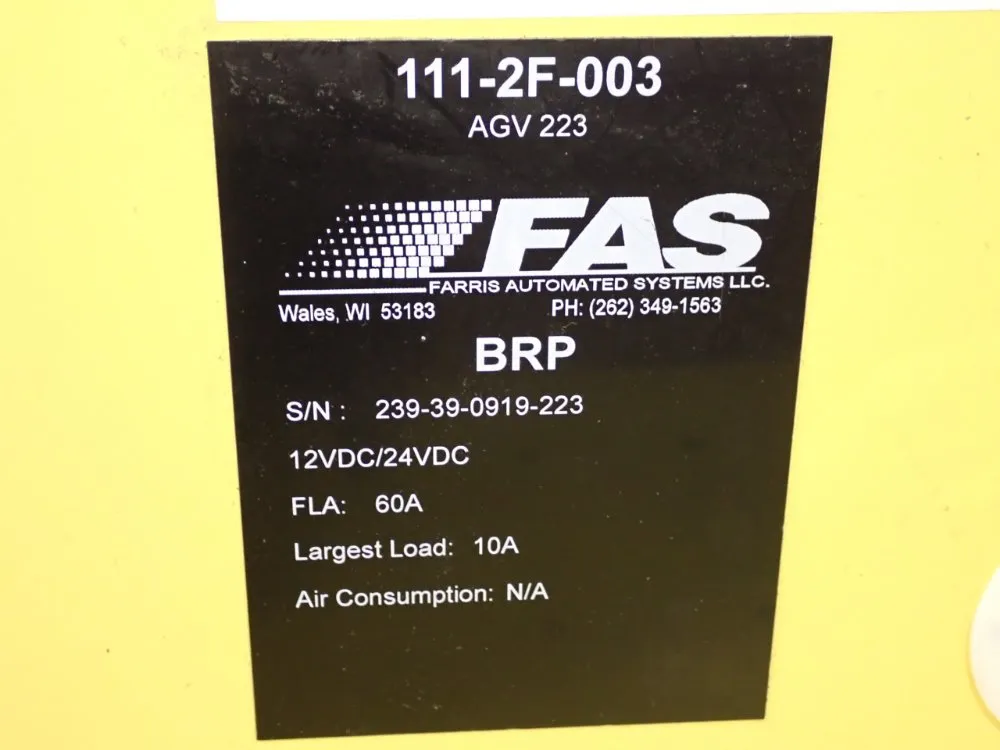 111-2F-003
AGV 223
FAS
FARRIS AUTOMATED SYSTEMS LLC.
Wales, WI 53183 PH: (262) 349-1563
BRP
S/N : 239-39-0919-223
12VDC/24VDC
FLA: 60A
Largest Load: 10A
Air Consumption: N/A